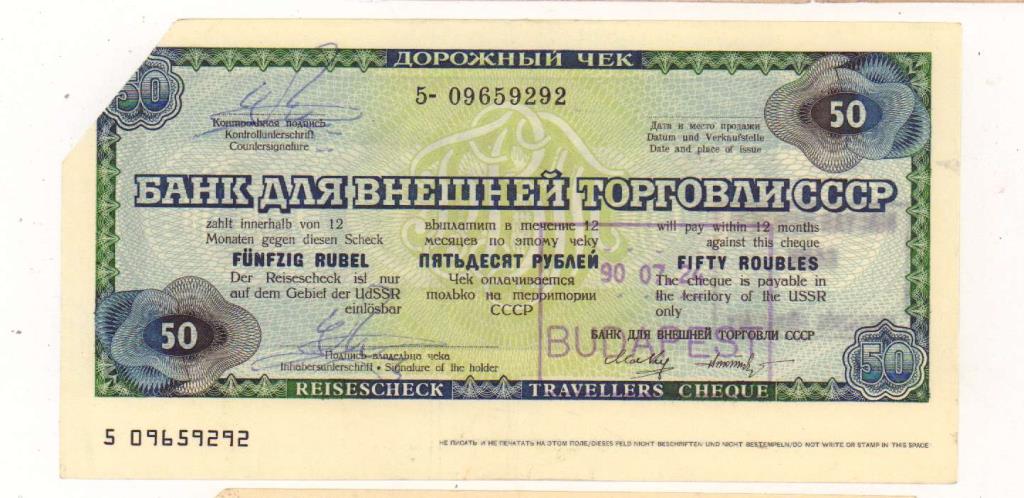 ДОРОЖНЫЙ ЧЕК
50
5- 09659292
50
Контрольная подпись
Kontrollunterschrift
Countersignature
Дата и место продажи
Datum und Verkaufstelle
Date and place of issue
БАНК ДЛЯ ВНЕШНЕЙ ТОРГОВЛИ СССР
zahlt innerhalb von 12
Monaten gegen diesen Scheck
FÜNFZIG RUBEL
Der Reisescheck ist nur
auf dem Gebiet der UdSSR
einlösbar
выплатит в течение 12
месяцев по этому чеку
ПЯТЬДЕСЯТ РУБЛЕЙ
Чек оплачивается
только на территории
СССР
will pay within 12 months
against this cheque
FIFTY ROUBLES
The cheque is payable in
the territory of the USSR
only
90 07. 24
BUDAPEST
БАНК ДЛЯ ВНЕШНЕЙ ТОРГОВЛИ СССР
50
Подпись владельца чека
Inhabersunterschrift • Signature of the holder
50
REISESCHECK TRAVELLERS CHEQUE
5 09659292
НЕ ПИСАТЬ И НЕ ПЕЧАТАТЬ НА ЭТОМ ПОЛЕ/DIESES FELD NICHT BESCHRIFTEN UND NICHT BESTEMPELN/DO NOT WRITE OR STAMP IN THIS SPACE